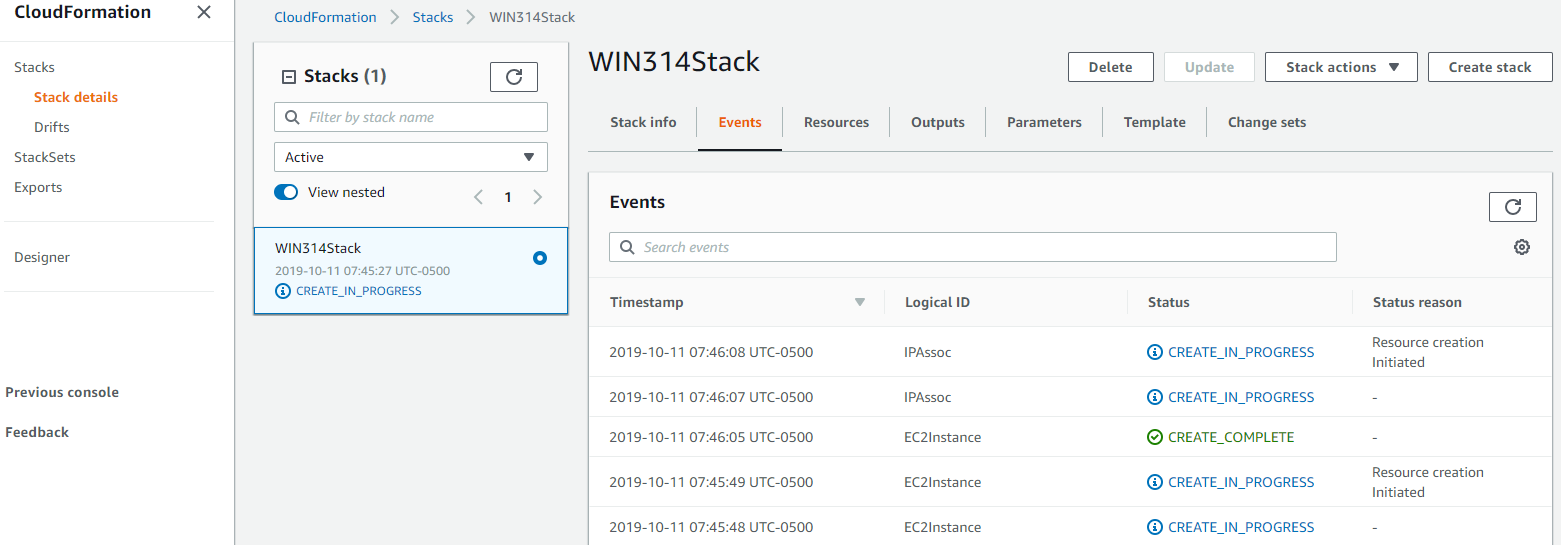 CloudFormation
Stacks
Stack details
Drifts
StackSets
Exports
Designer
Previous console
Feedback
CloudFormation > Stacks > WIN314Stack
Stacks (1)
Filter by stack name
Active
View nested
< 1 >
WIN314Stack
2019-10-11 07:45:27 UTC-0500
CREATE_IN_PROGRESS
WIN314Stack
Delete Update Stack actions Create stack
Stack info Events Resources Outputs Parameters Template Change sets
Events
Search events
Timestamp Logical ID Status Status reason
2019-10-11 07:46:08 UTC-0500 IPAssoc CREATE_IN_PROGRESS Resource creation
Initiated
2019-10-11 07:46:07 UTC-0500 IPAssoc CREATE_IN_PROGRESS -
2019-10-11 07:46:05 UTC-0500 EC2Instance CREATE_COMPLETE -
2019-10-11 07:45:49 UTC-0500 EC2Instance CREATE_IN_PROGRESS Resource creation
Initiated
2019-10-11 07:45:48 UTC-0500 EC2Instance CREATE_IN_PROGRESS -